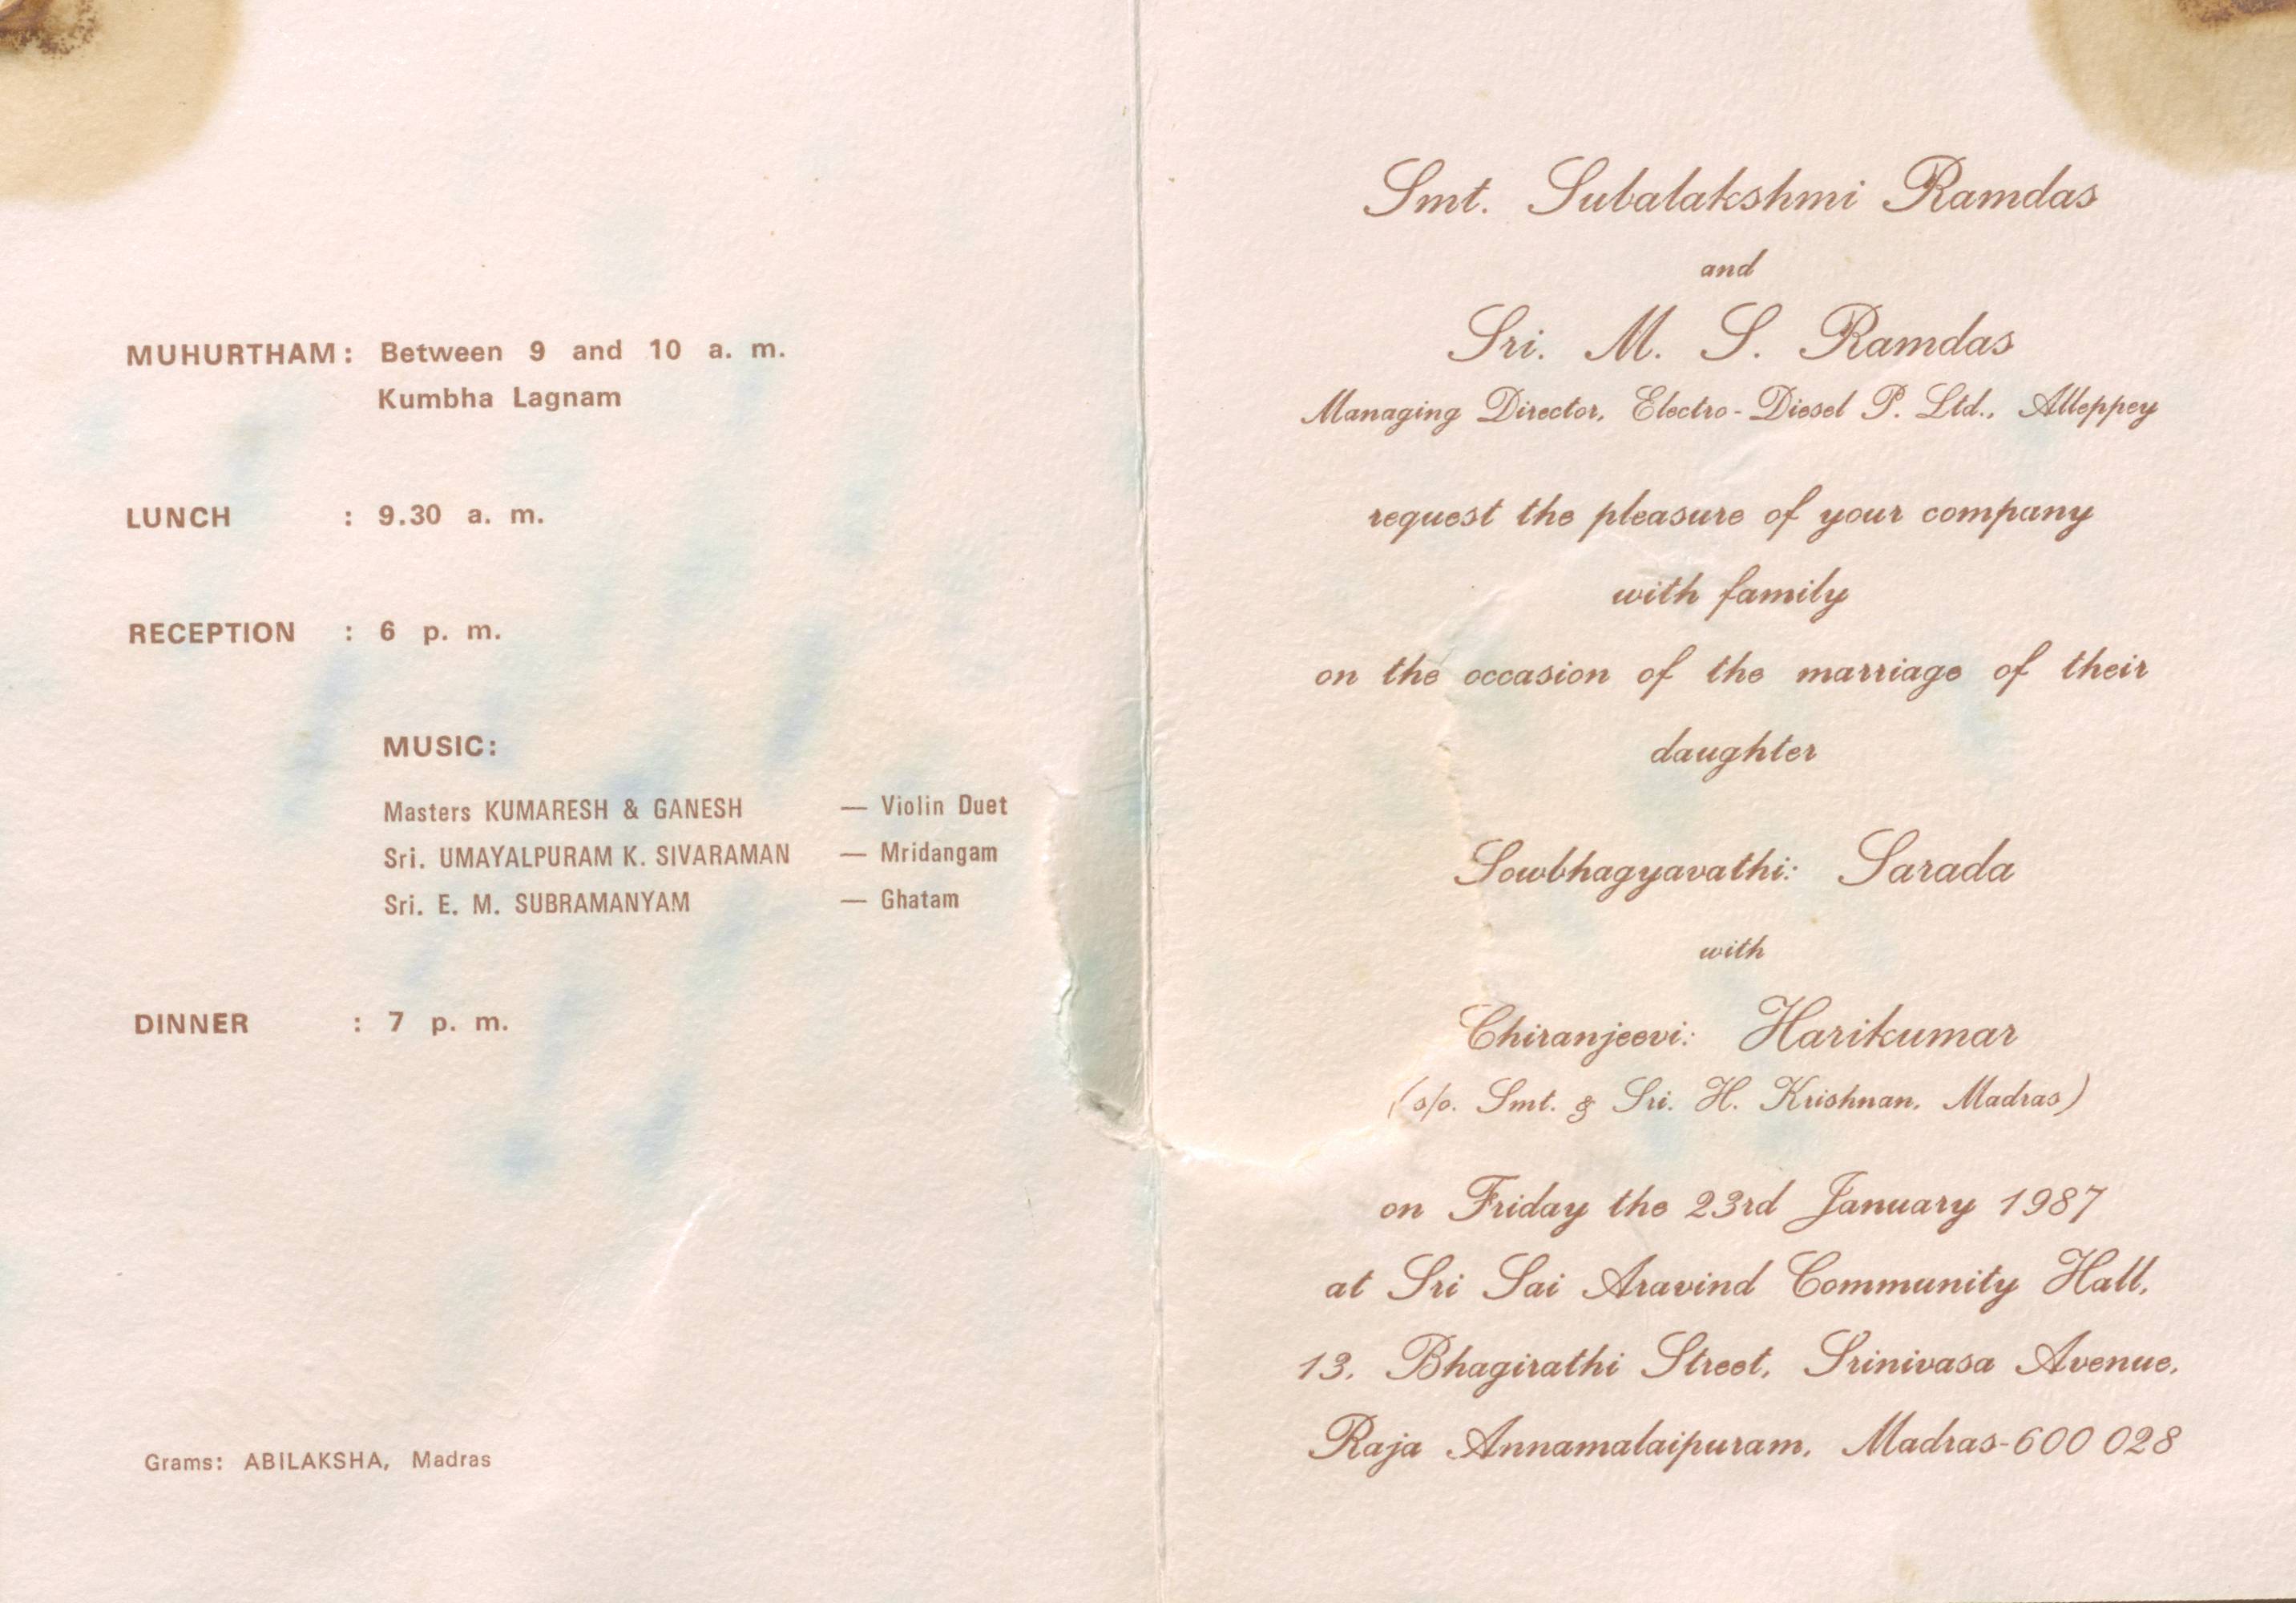 MUHURTHAM: Between 9 and 10 a. m.
Kumbha Lagnam
LUNCH : 9.30 a. m.
RECEPTION : 6 p. m.
MUSIC:
Masters KUMARESH & GANESH — Violin Duet
Sri. UMAYALPURAM K. SIVARAMAN — Mridangam
Sri. E. M. SUBRAMANYAM — Ghatam
DINNER : 7 p. m.
Grams: ABILAKSHA, Madras
Smt. Subalakshmi Ramdas
and
Sri. M. S. Ramdas
Managing Director, Electro-Diesel P. Ltd., Alleppey
request the pleasure of your company
with family
on the occasion of the marriage of their
daughter
Sowbhagyavathi: Sarada
with
Chiranjeevi: Harikumar
(s/o. Smt. & Sri. H. Krishnan, Madras)
on Friday the 23rd January 1987
at Sri Sai Aravind Community Hall,
13, Bhagirathi Street, Srinivasa Avenue,
Raja Annamalaipuram, Madras-600 028